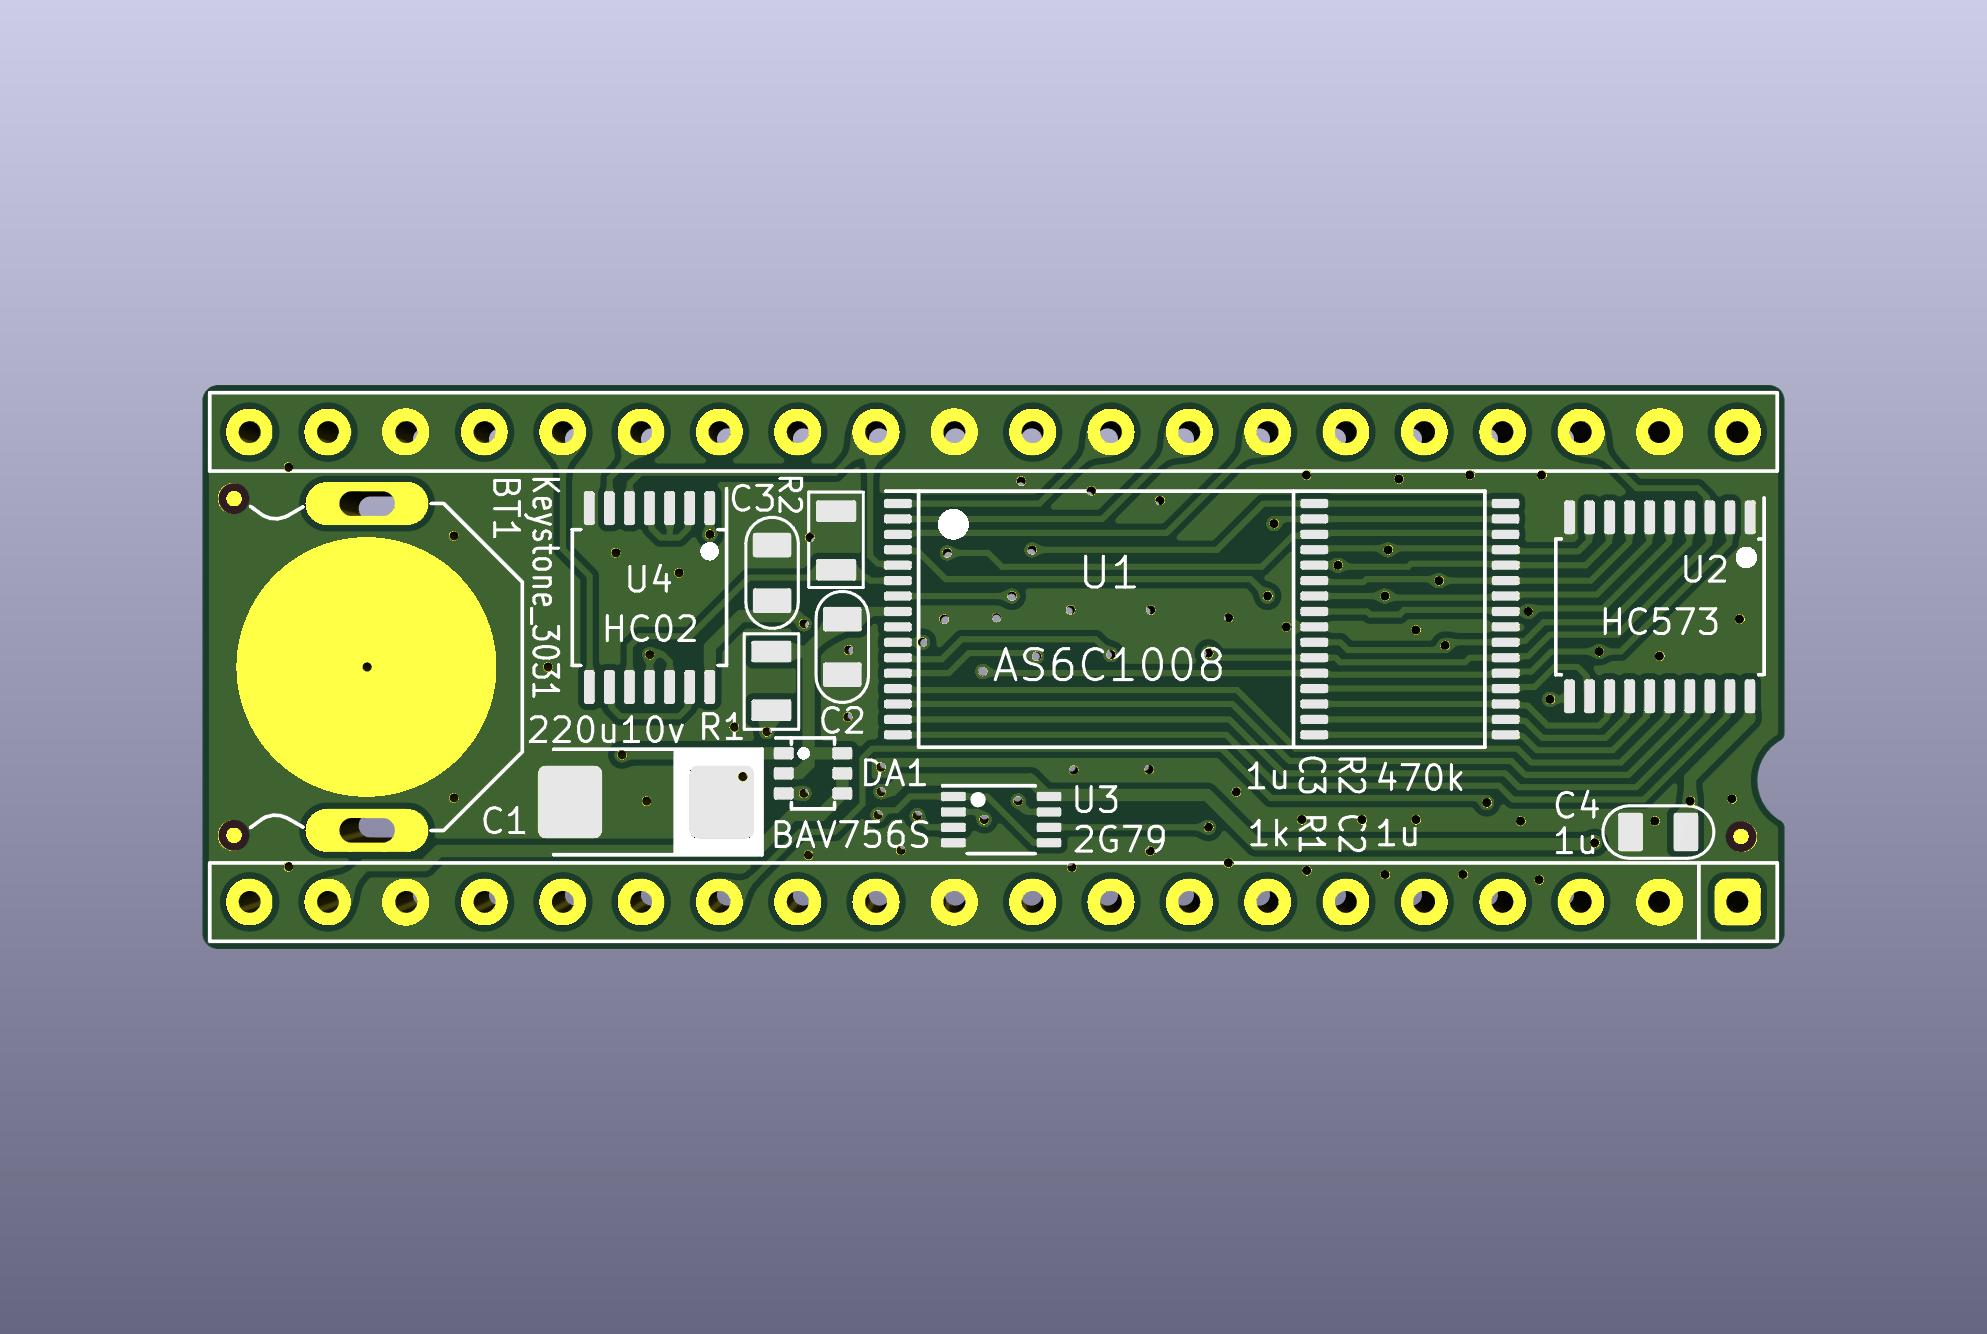 BT1
Keystone_3031
U4
HC02
C3
R2
U1
AS6C1008
U2
HC573
220u10v
R1
C2
C1
DA1
BAV756S
U3
2G79
1u
C3
R2
470k
1k
R1
C2
1u
C4
1u